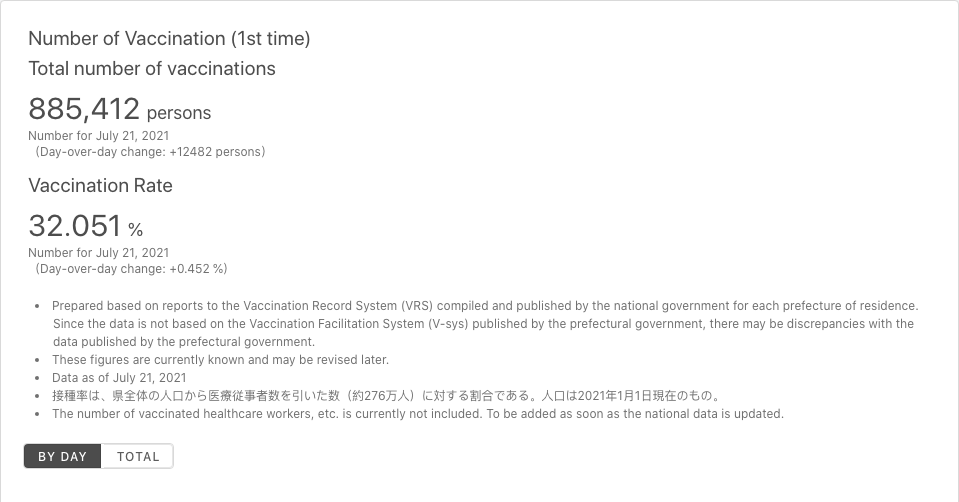 Number of Vaccination (1st time)
Total number of vaccinations
885,412 persons
Number for July 21, 2021
（Day-over-day change: +12482 persons）
Vaccination Rate
32.051 %
Number for July 21, 2021
（Day-over-day change: +0.452 %）
• Prepared based on reports to the Vaccination Record System (VRS) compiled and published by the national government for each prefecture of residence.
Since the data is not based on the Vaccination Facilitation System (V-sys) published by the prefectural government, there may be discrepancies with the
data published by the prefectural government.
• These figures are currently known and may be revised later.
• Data as of July 21, 2021
• 接種率は、県全体の人口から医療従事者数を引いた数（約276万人）に対する割合である。人口は2021年1月1日現在のもの。
• The number of vaccinated healthcare workers, etc. is currently not included. To be added as soon as the national data is updated.
BY DAY TOTAL